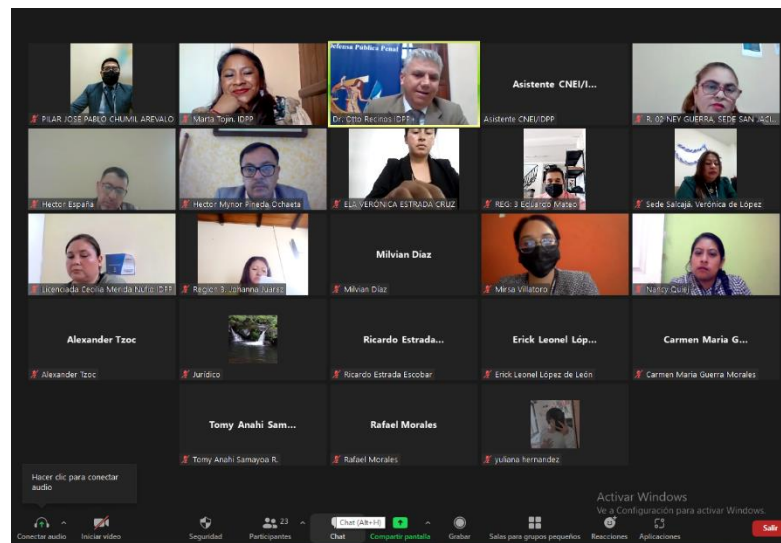 Defensa Pública Penal
PILAR JOSE PABLO CHUMIL AREVALO
Marta Tojin. IDPP
Dr. Otto Recinos IDPP
Asistente CNEI/I...
Asistente CNEI/IDPP
R. 02 NEY GUERRA, SEDE SAN JACI...
Hector España
Hector Mynor Pineda Ochaeta
ELA VERÓNICA ESTRADA CRUZ
REG: 3 Eduardo Mateo
Sede Salcajá. Verónica de López
Licenciada Cecilia Merida Nufio IDPP
Region 3. Johanna Juarez
Milvian Díaz
Milvian Díaz
Mirsa Villatoro
Nancy Quiej
Alexander Tzoc
Alexander Tzoc
Jurídico
Ricardo Estrada...
Ricardo Estrada Escobar
Erick Leonel Lóp...
Erick Leonel López de León
Carmen Maria G...
Carmen Maria Guerra Morales
Tomy Anahi Sam...
Tomy Anahi Samayoa R.
Rafael Morales
Rafael Morales
yuliana hernandez
Hacer clic para conectar
audio
Activar Windows
Ve a Configuración para activar Windows.
Conectar audio
Iniciar video
Seguridad
23
Participantes
Chat (Alt+H)
Chat
Compartir pantalla
Grabar
Salas para grupos pequeños
Reacciones
Aplicaciones
Salir